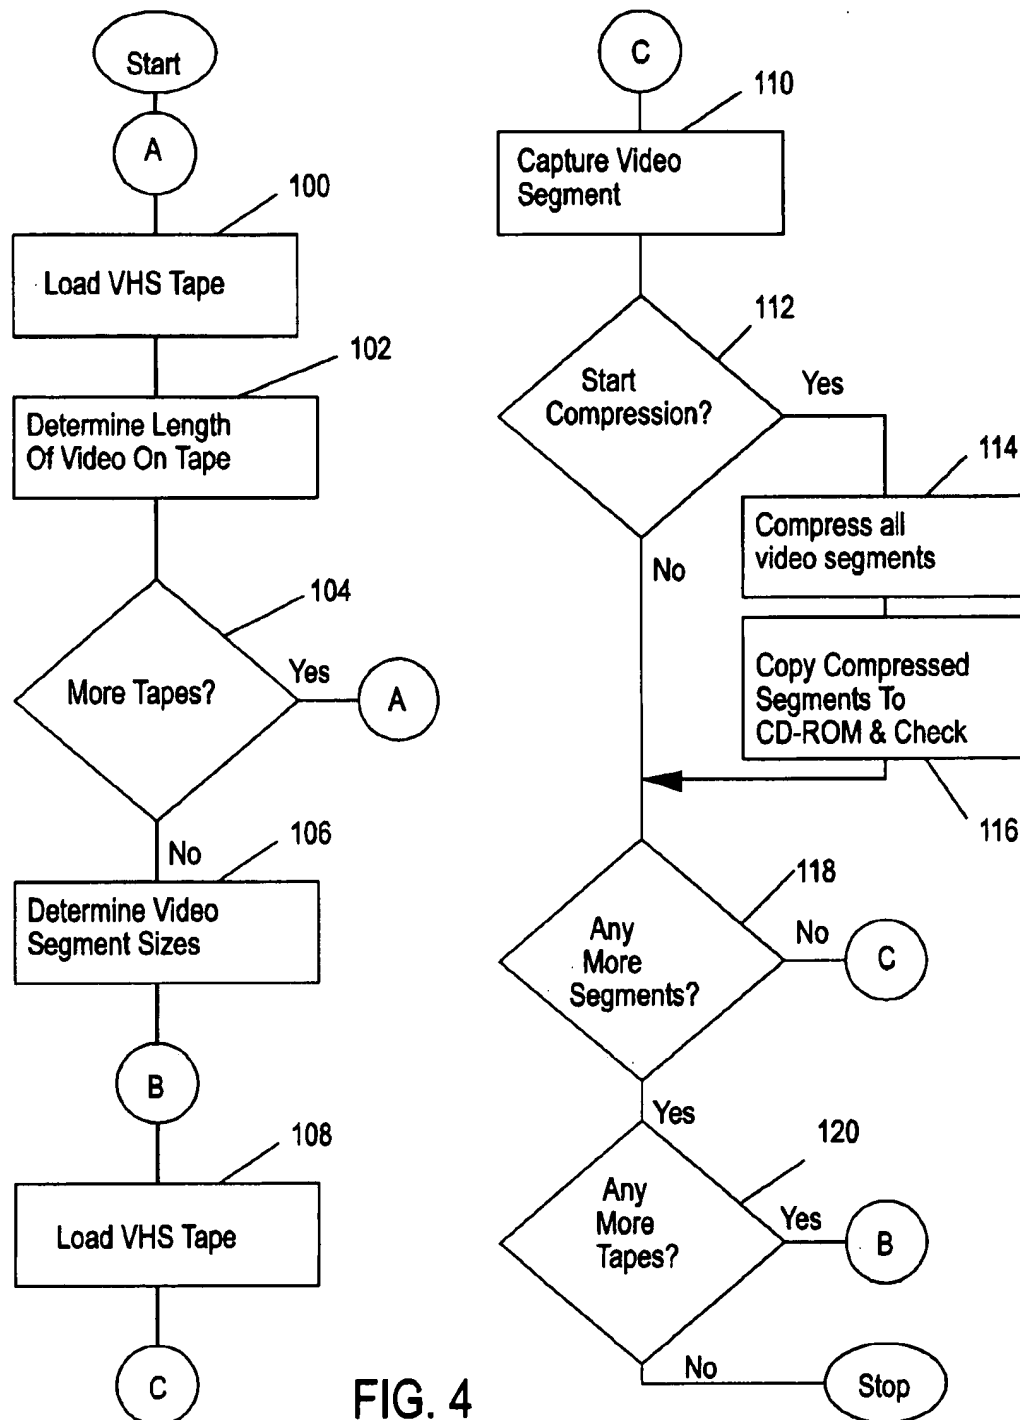 Start
A
100
Load VHS Tape
102
Determine Length
Of Video On Tape
104
More Tapes?
Yes
A
No
106
Determine Video
Segment Sizes
B
108
Load VHS Tape
C
C
110
Capture Video
Segment
112
Start
Compression?
Yes
No
114
Compress all
video segments
Copy Compressed
Segments To
CD-ROM & Check
116
118
Any
More
Segments?
No
C
Yes
120
Any
More
Tapes?
Yes
B
No
Stop
FIG. 4